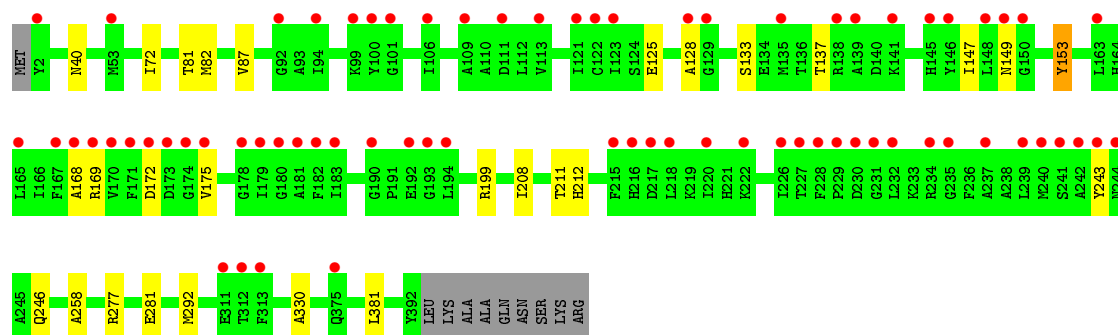 MET Y2 M53 N40 I72 T81 M82 V87 G92 A93 I94 K99 Y100 G101 I106 A109 A110 D111 L112 V113 I121 C122 I123 S124 E125 A128 G129 S133 E134 M135 T136 T137 R138 A139 D140 K141 H145 Y146 I147 L148 N149 G150 Y153 L163 H164
L165 I166 F167 A168 R169 V170 F171 D172 D173 G174 V175 G178 I179 G180 A181 F182 I183 G190 P191 E192 G193 L194 R199 I208 T211 H212 F215 H216 D217 L218 K219 I220 H221 K222 I226 T227 F228 P229 D230 G231 L232 K233 R234 G235 F236 A237 A238 L239 M240 S241 A242 Y243 M244
A245 Q246 A258 R277 E281 M292 E311 T312 F313 A330 Q375 L381 Y392 LEU LYS ALA ALA GLN ASN SER LYS ARG